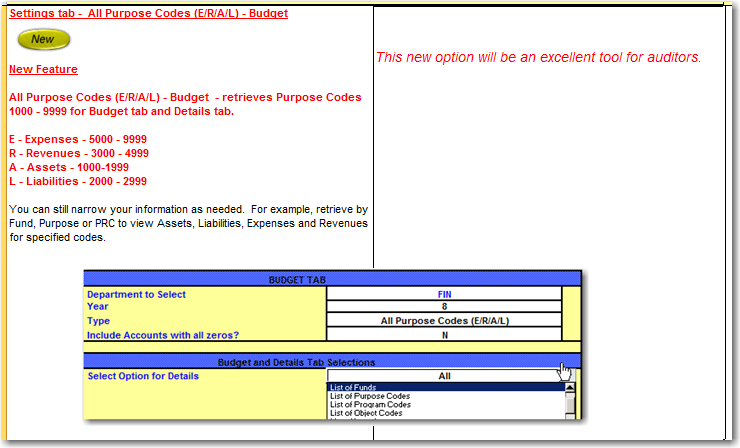 Settings tab - All Purpose Codes (E/R/A/L) - Budget
New
This new option will be an excellent tool for auditors.
New Feature
All Purpose Codes (E/R/A/L) - Budget - retrieves Purpose Codes
1000 - 9999 for Budget tab and Details tab.
E - Expenses - 5000 - 9999
R - Revenues - 3000 - 4999
A - Assets - 1000-1999
L - Liabilities - 2000 - 2999
You can still narrow your information as needed. For example, retrieve by
Fund, Purpose or PRC to view Assets, Liabilities, Expenses and Revenues
for specified codes.
BUDGET TAB
Department to Select FIN
Year 8
Type All Purpose Codes (E/R/A/L)
Include Accounts with all zeros? N
Budget and Details Tab Selections
Select Option for Details All
List of Funds
List of Purpose Codes
List of Program Codes
List of Object Codes